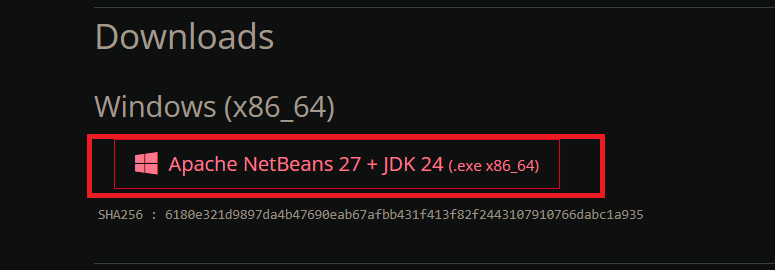 Downloads
Windows (x86_64)
Apache NetBeans 27 + JDK 24 (.exe x86_64)
SHA256 : 6180e321d9897da4b47690eab67afbb431f413f82f2443107910766dabc1a935